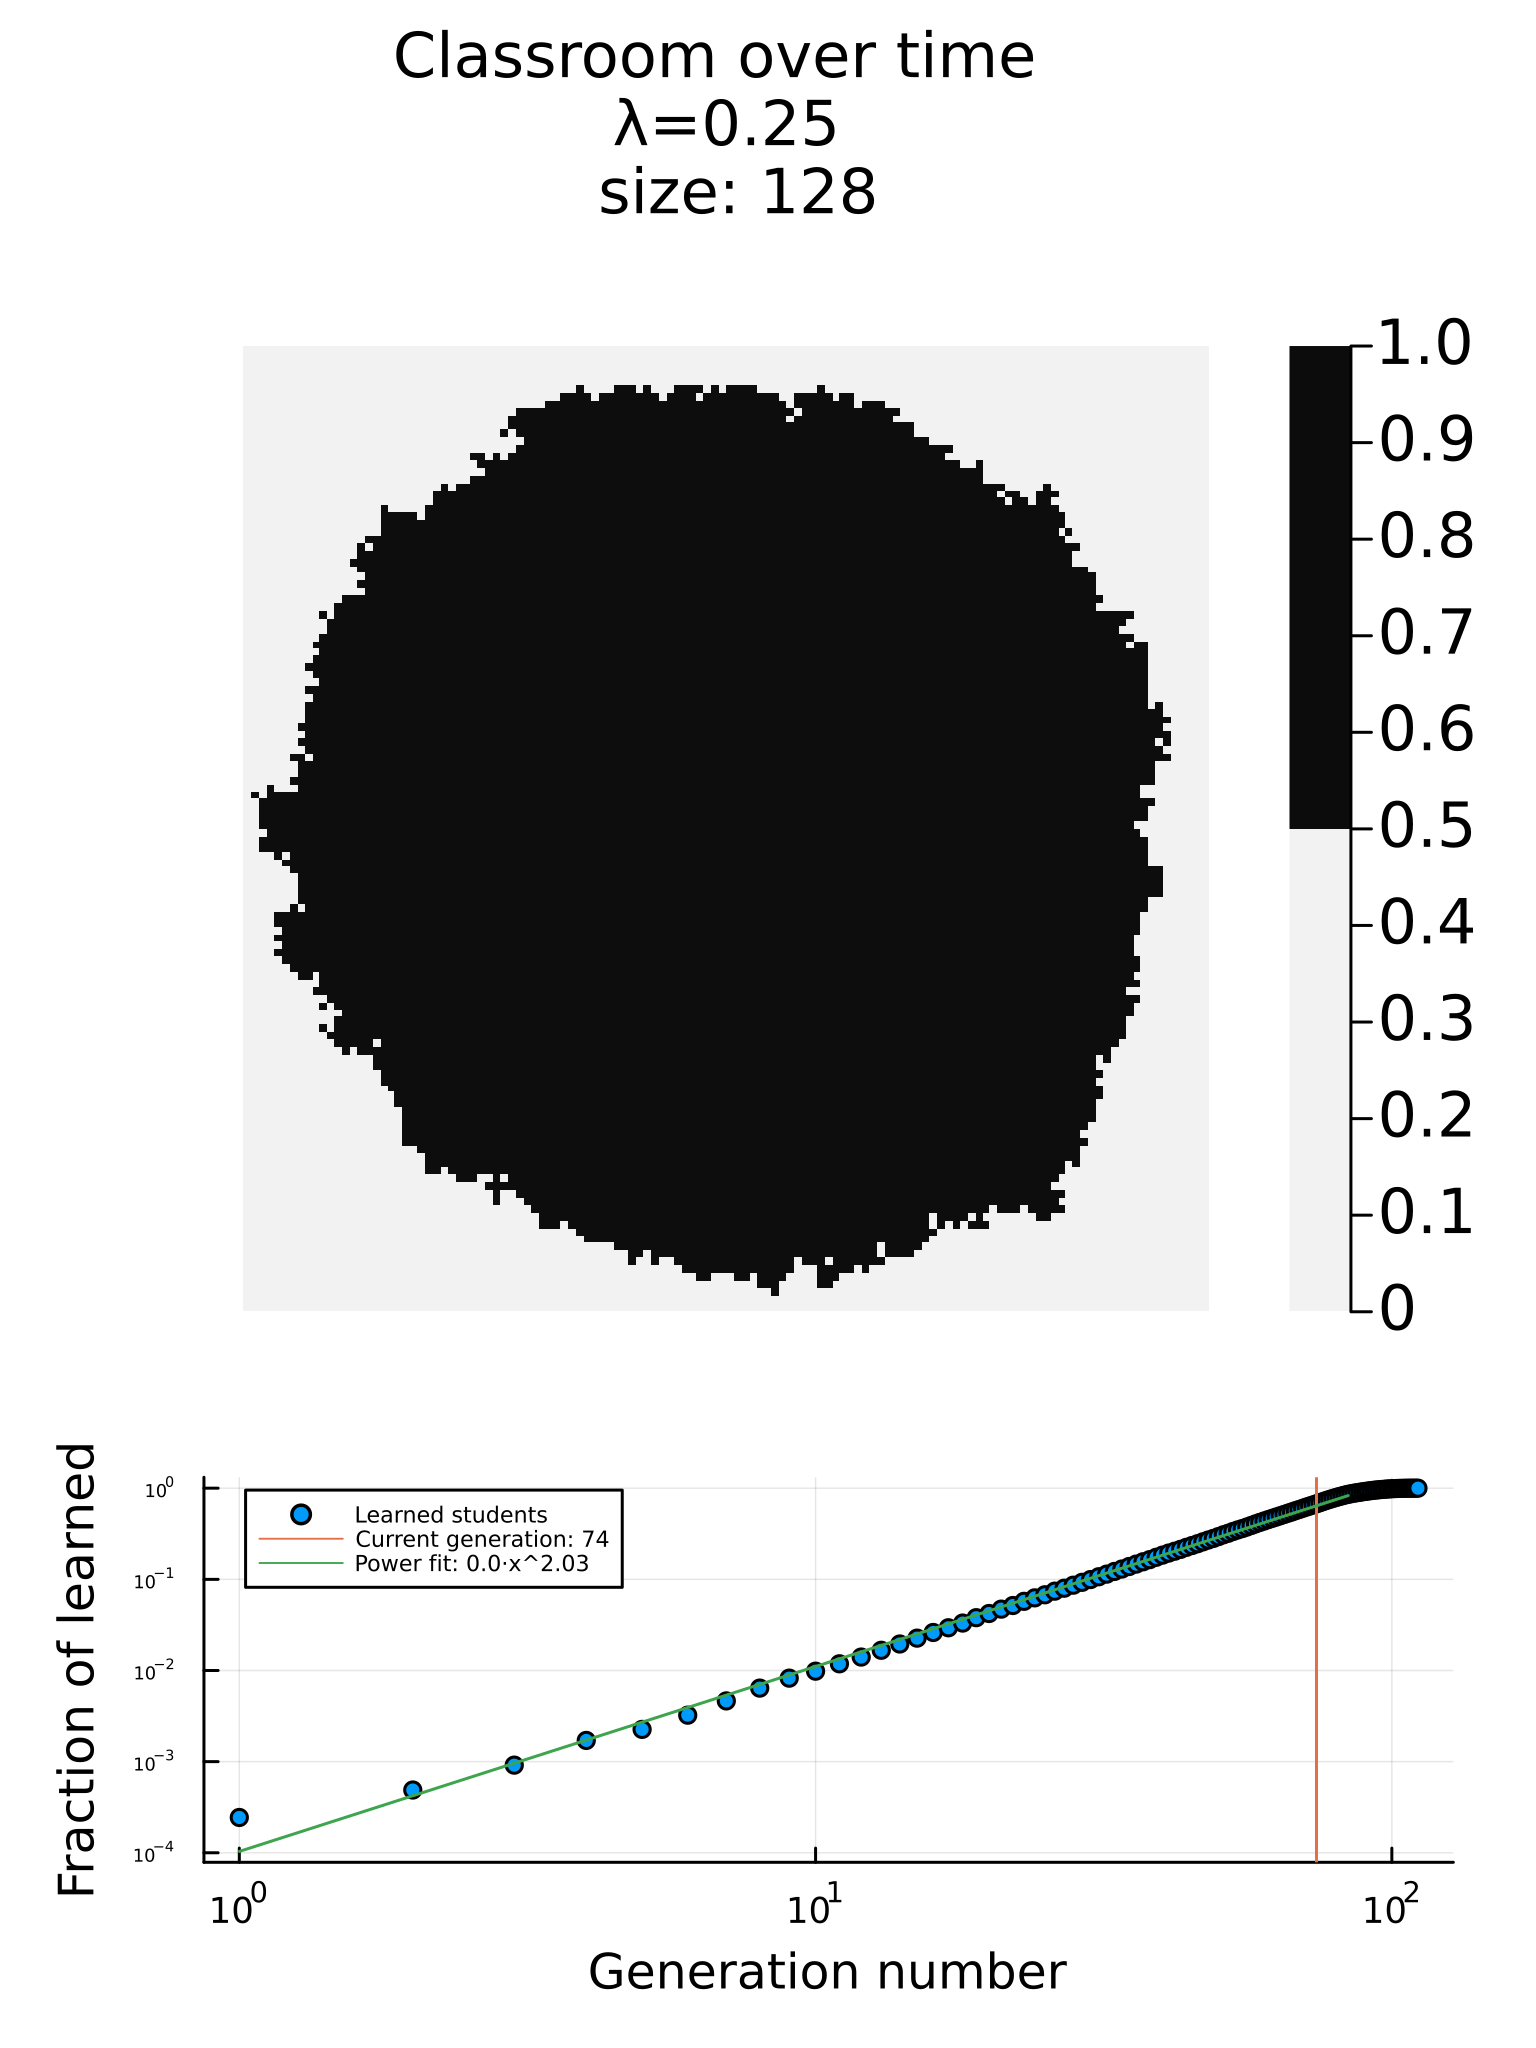 Classroom over time
λ=0.25
size: 128
1.0
0.9
0.8
0.7
0.6
0.5
0.4
0.3
0.2
0.1
0
Fraction of learned
10⁰
10⁻¹
10⁻²
10⁻³
10⁻⁴
Learned students
Current generation: 74
Power fit: 0.0·x^2.03
10⁰ 10¹ 10²
Generation number